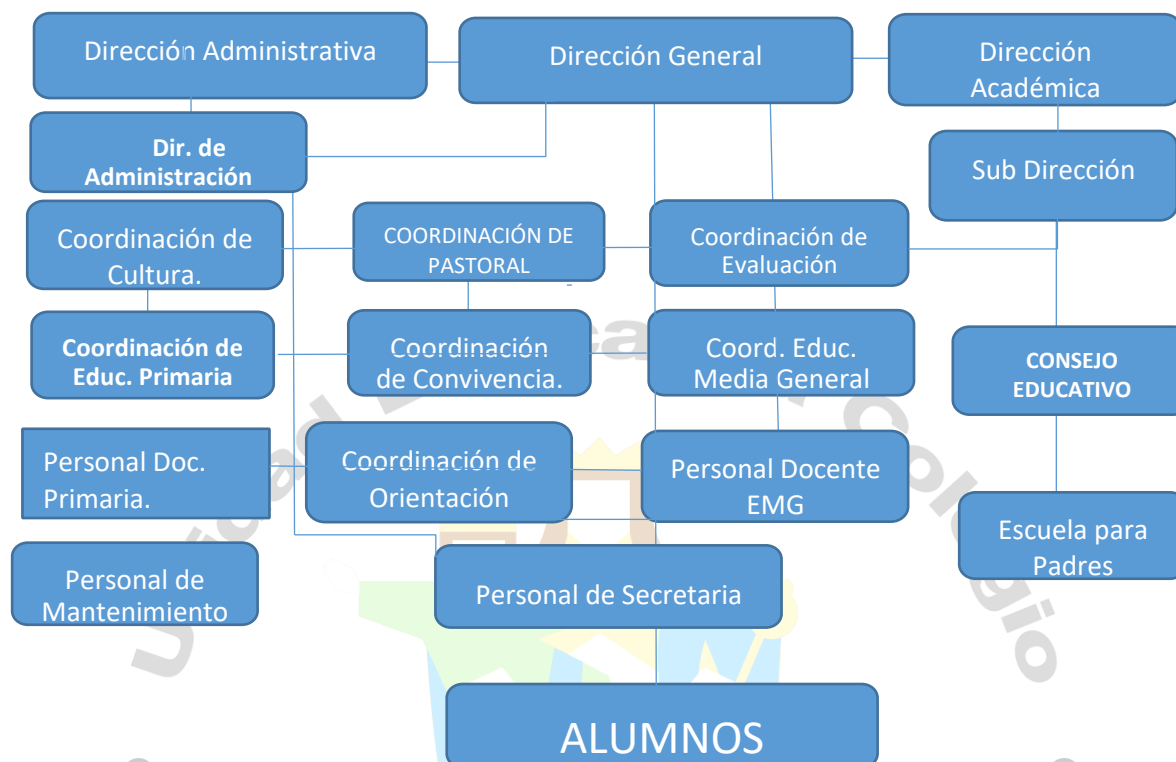 Dirección Administrativa
Dirección General
Dirección
Académica
Dir. de
Administración
Sub Dirección
Coordinación de
Cultura.
COORDINACIÓN DE
PASTORAL
Coordinación de
Evaluación
Coordinación de
Educ. Primaria
Coordinación
de Convivencia.
Coord. Educ.
Media General
CONSEJO
EDUCATIVO
Personal Doc.
Primaria.
Coordinación de
Orientación
Personal Docente
EMG
Escuela para
Padres
Personal de
Mantenimiento
Personal de Secretaria
ALUMNOS
Colegio